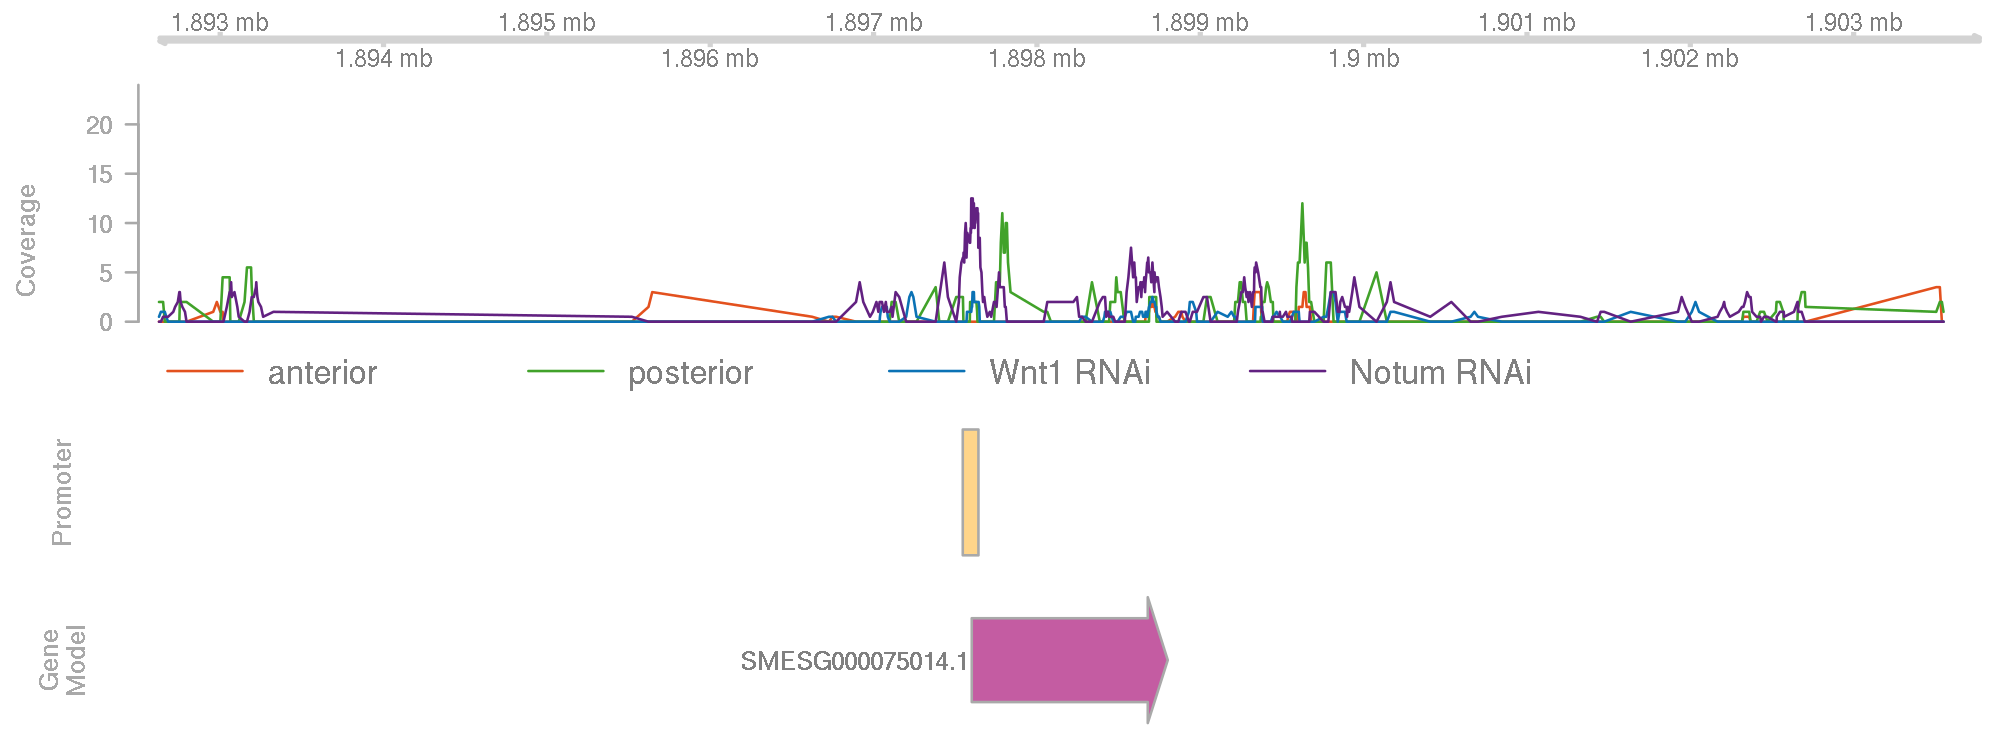 1.893 mb 1.895 mb 1.897 mb 1.899 mb 1.901 mb 1.903 mb
1.894 mb 1.896 mb 1.898 mb 1.9 mb 1.902 mb
Coverage
20
15
10
5
0
anterior posterior Wnt1 RNAi Notum RNAi
Promoter
Gene
Model
SMESG000075014.1